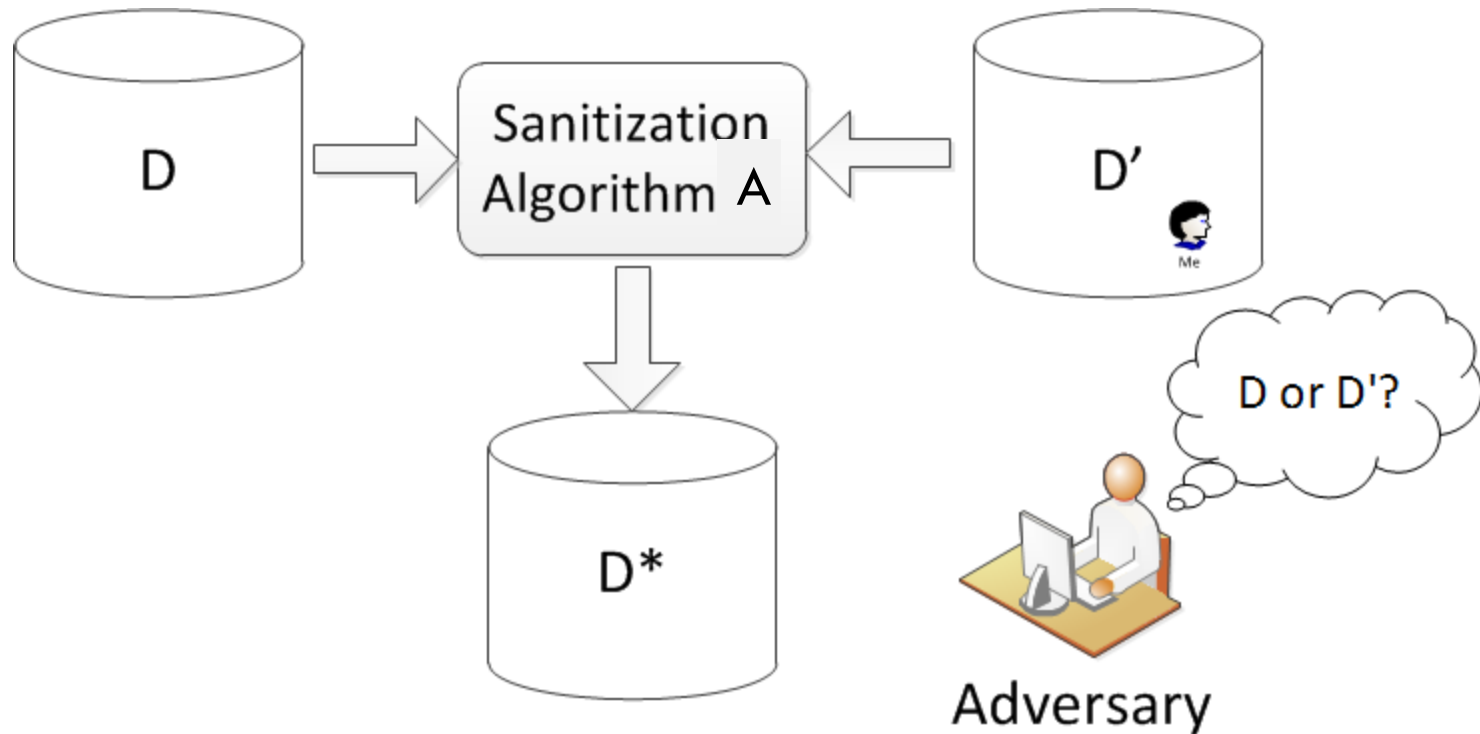 D
Sanitization
Algorithm A
D’
Me
D or D'?
D*
Adversary